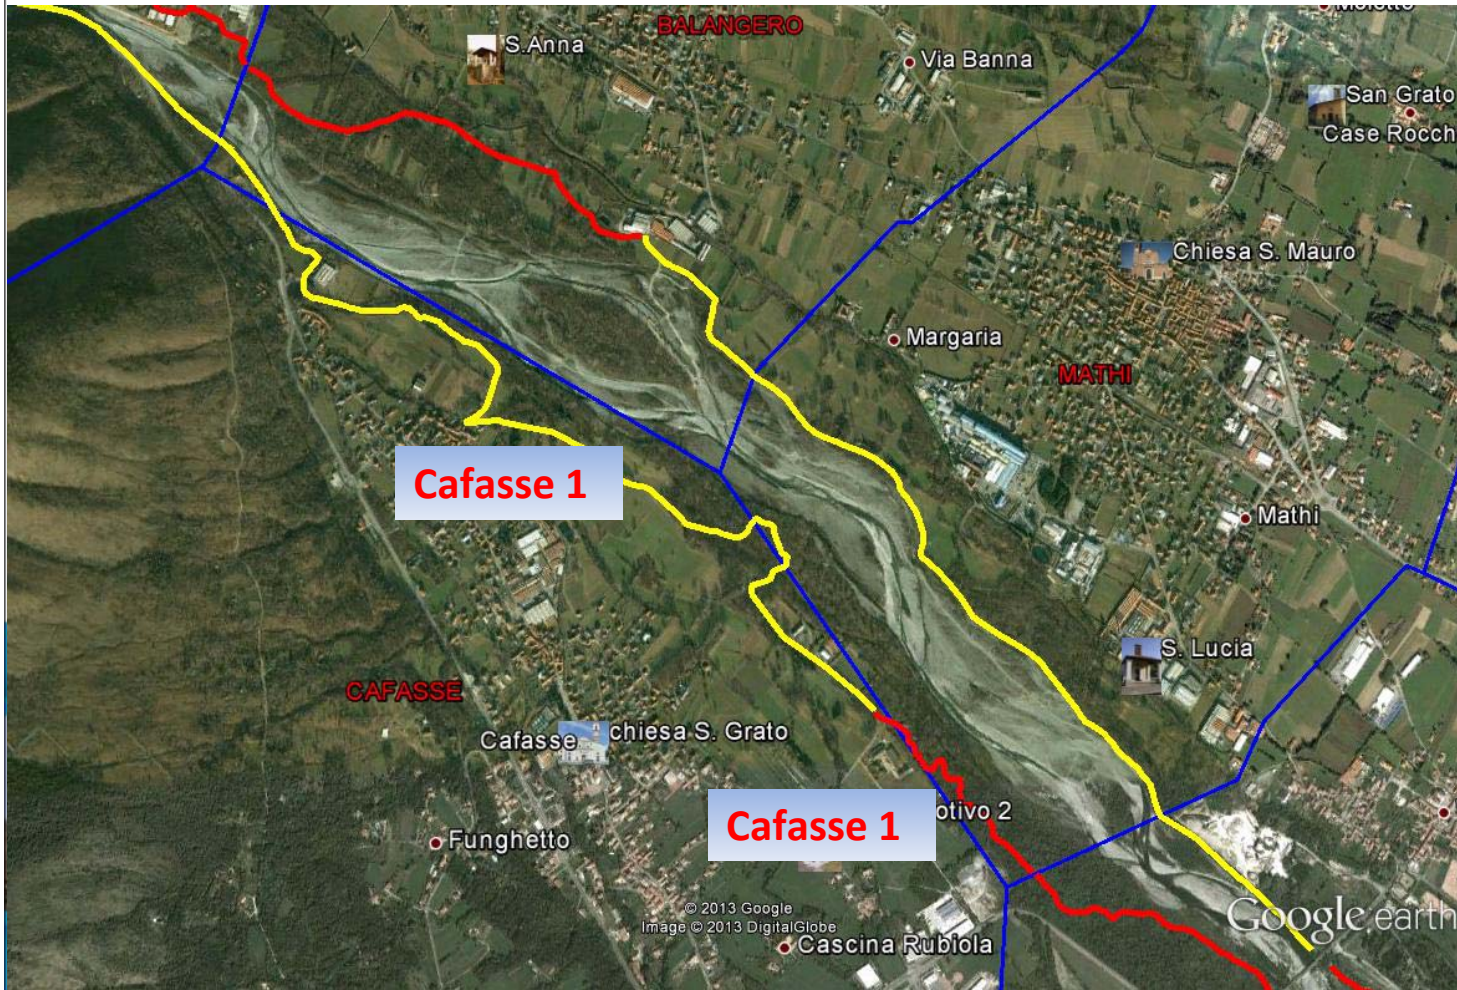 BALANGERO
S.Anna
Via Banna
San Grato
Case Rocch
Chiesa S. Mauro
Margaria
MATHI
Cafasse 1
Mathi
S. Lucia
CAFASSE
Cafasse
chiesa S. Grato
otivo 2
Cafasse 1
Funghetto
© 2013 Google
Image © 2013 DigitalGlobe
Google earth
Cascina Rubiola